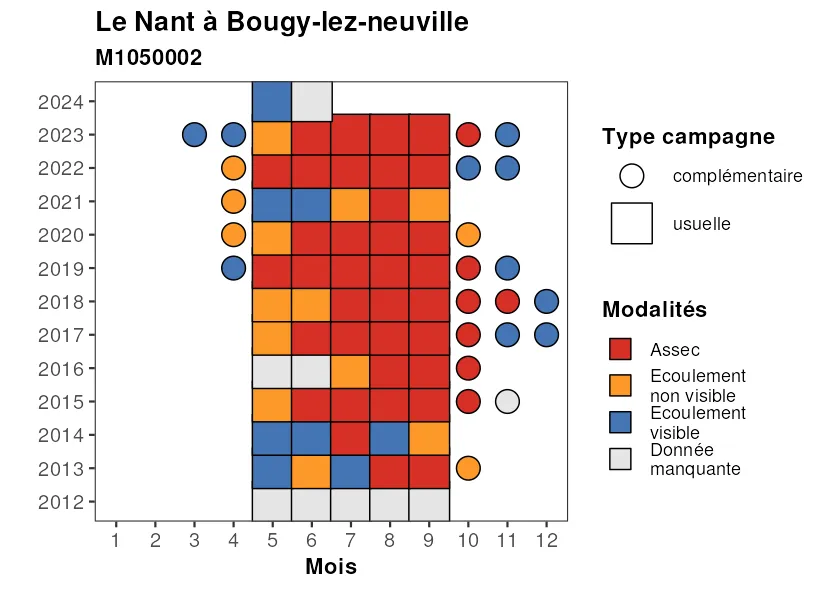 Le Nant à Bougy-lez-neuville
M1050002
2024
2023
2022
2021
2020
2019
2018
2017
2016
2015
2014
2013
2012
1 2 3 4 5 6 7 8 9 10 11 12
Mois
Type campagne
complémentaire
usuelle
Modalités
Assec
Ecoulement
non visible
Ecoulement
visible
Donnée
manquante